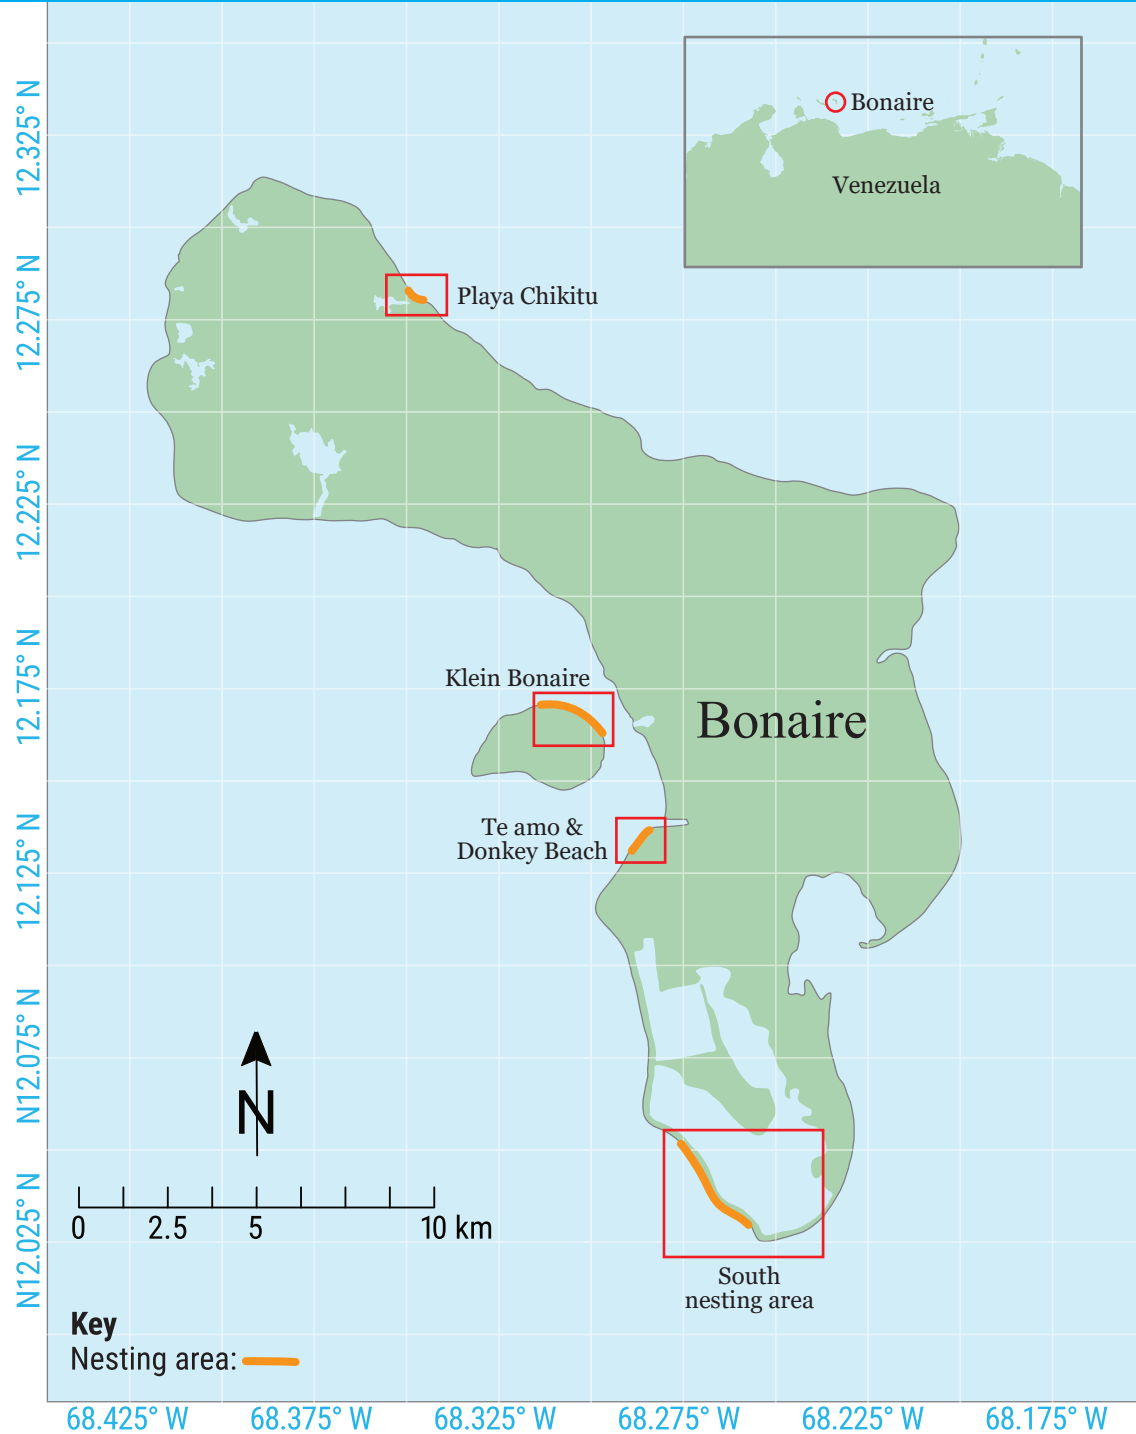 Bonaire
Venezuela
Playa Chikitu
Klein Bonaire
Bonaire
Te amo &
Donkey Beach
South
nesting area
N
0 2.5 5 10 km
Key
Nesting area:
12.325° N
12.275° N
12.225° N
12.175° N
12.125° N
N12.075° N
N12.025° N
68.425° W 68.375° W 68.325° W 68.275° W 68.225° W 68.175° W